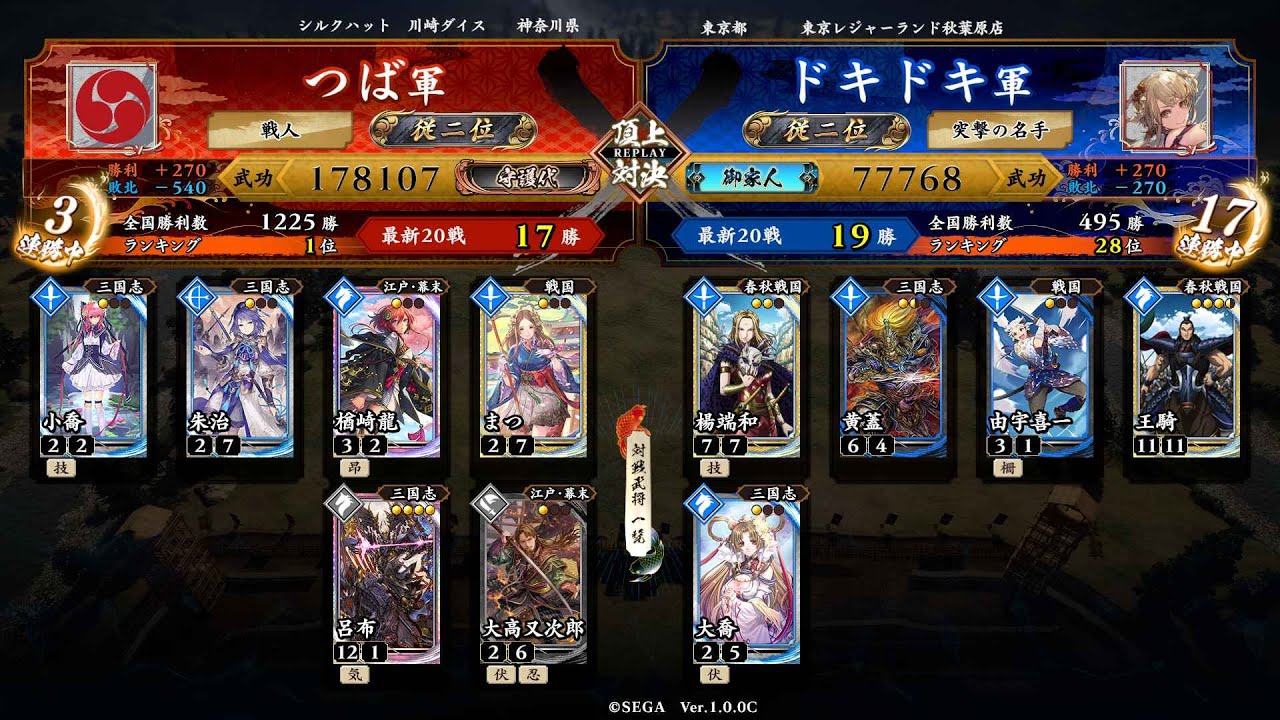 シルクハット 川崎ダイス 神奈川県
東京都 東京レジャーランド秋葉原店
つば軍
ドキドキ軍
戦人
従二位
頂上
REPLAY
対決
従二位
突撃の名手
勝利 +270
敗北 -540
武功 178107
守護代
御家人
77768 武功
勝利 +270
敗北 -270
3
連勝中
全国勝利数 1225勝
ランキング 1位
最新20戦 17勝
最新20戦 19勝
全国勝利数 495勝
ランキング 28位
17
連勝中
三国志
三国志
江戸・幕末
戦国
春秋戦国
三国志
戦国
春秋戦国
小喬
朱治
楢崎龍
まつ
楊端和
黄蓋
由宇喜一
王騎
2 2
2 7
3 2
2 7
7 7
6 4
3 1
11 11
技
昴
技
柵
対戦武将一覧
三国志
江戸・幕末
三国志
呂布
大高又次郎
大喬
12 1
2 6
2 5
気
伏 忍
伏
©SEGA Ver.1.0.0C